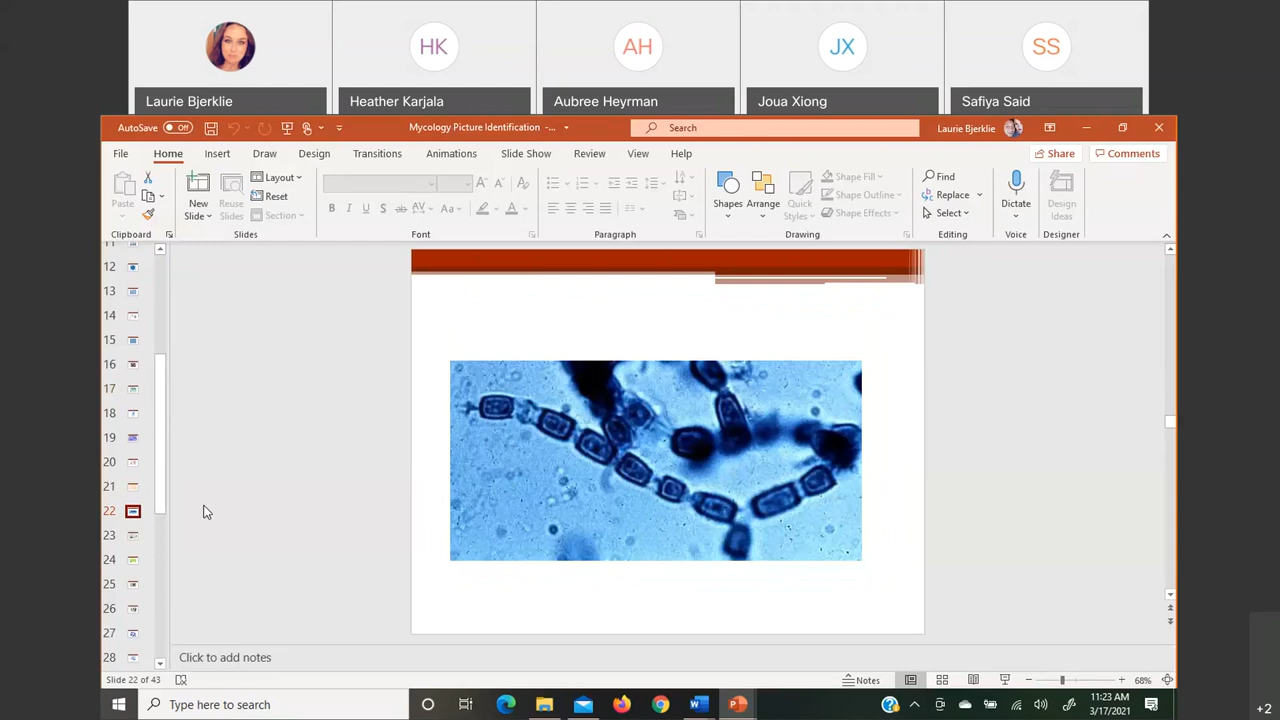 HK AH JX SS
Laurie Bjerklie Heather Karjala Aubree Heyrman Joua Xiong Safiya Said
AutoSave Off Mycology Picture Identification -... Search Laurie Bjerklie
File Home Insert Draw Design Transitions Animations Slide Show Review View Help Share Comments
Paste New Slide Reuse Slides Layout Reset Section B I U S ab AV Aa A Shapes Arrange Quick Styles Shape Fill Shape Outline Shape Effects Find Replace Select Dictate Design Ideas
Clipboard Slides Font Paragraph Drawing Editing Voice Designer
12
13
14
15
16
17
18
19
20
21
22
23
24
25
26
27
28
Click to add notes
Slide 22 of 43 Notes 68%
Type here to search 11:23 AM
3/17/2021
+2